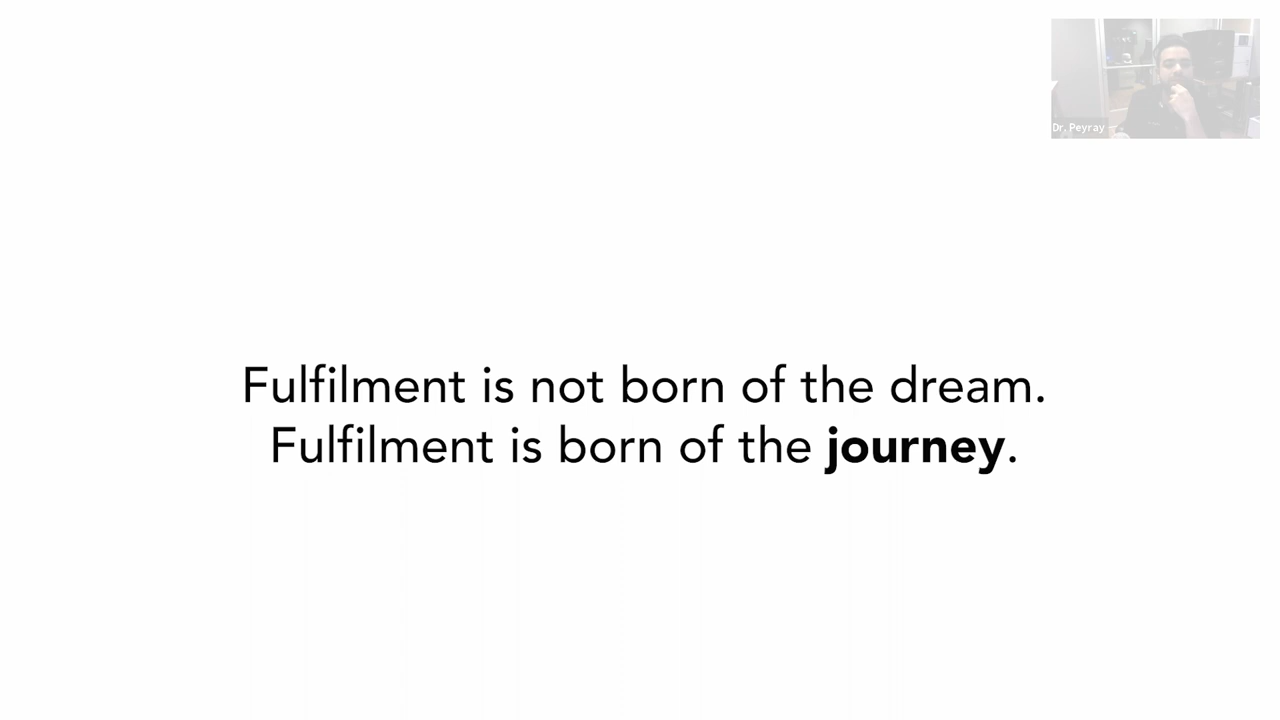 Dr. Peyray
Fulfilment is not born of the dream.
Fulfilment is born of the journey.